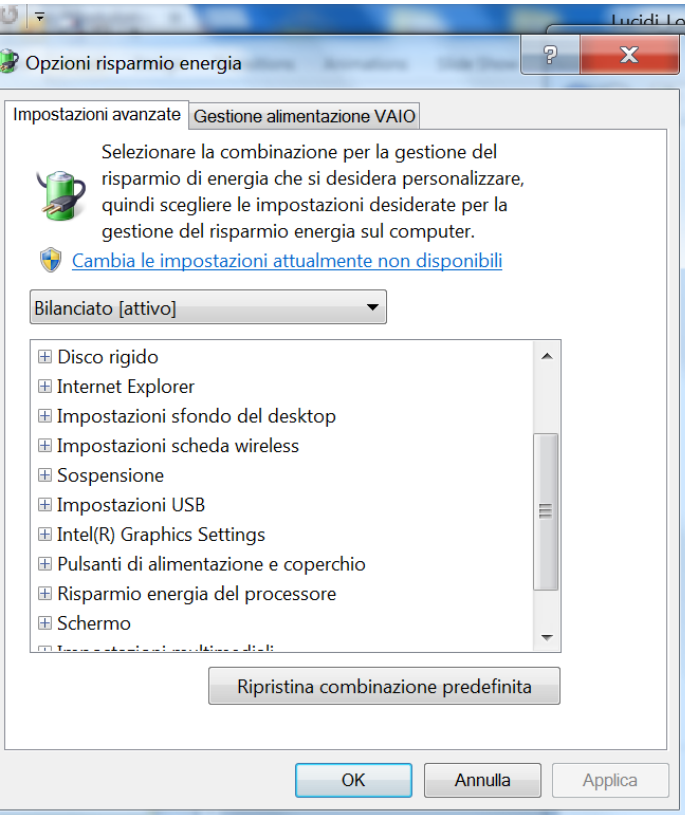 Lucidi Lo
Opzioni risparmio energia
Impostazioni avanzate
Gestione alimentazione VAIO
Selezionare la combinazione per la gestione del
risparmio di energia che si desidera personalizzare,
quindi scegliere le impostazioni desiderate per la
gestione del risparmio energia sul computer.
Cambia le impostazioni attualmente non disponibili
Bilanciato [attivo]
Disco rigido
Internet Explorer
Impostazioni sfondo del desktop
Impostazioni scheda wireless
Sospensione
Impostazioni USB
Intel(R) Graphics Settings
Pulsanti di alimentazione e coperchio
Risparmio energia del processore
Schermo
Impostazioni multimediali
Ripristina combinazione predefinita
OK
Annulla
Applica